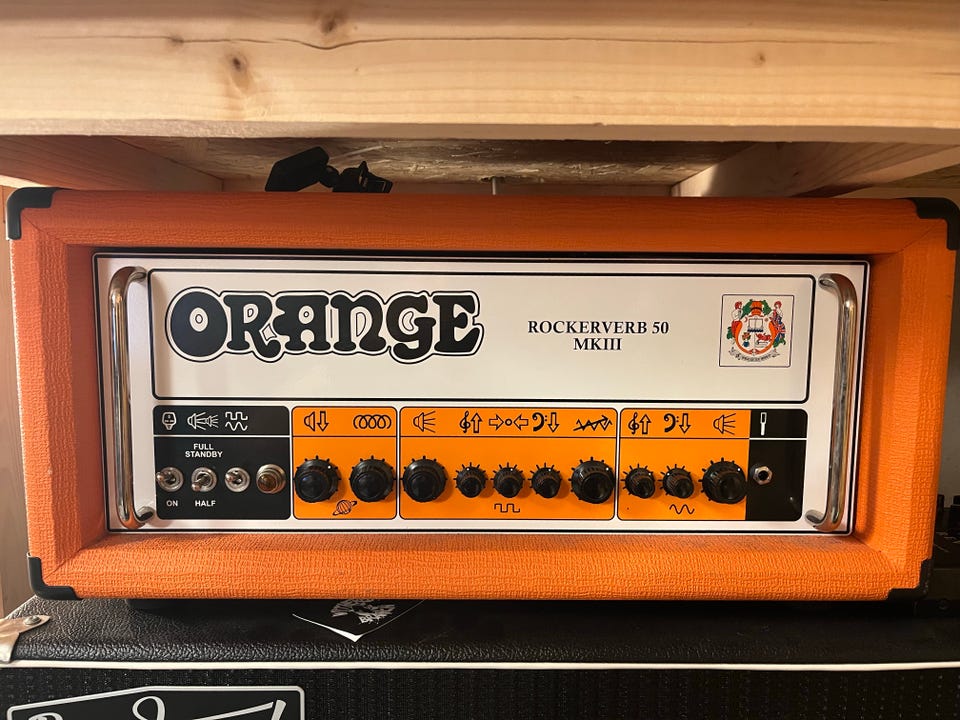 ORANGE
ROCKERVERB 50
MKIII
FULL
STANDBY
ON
HALF